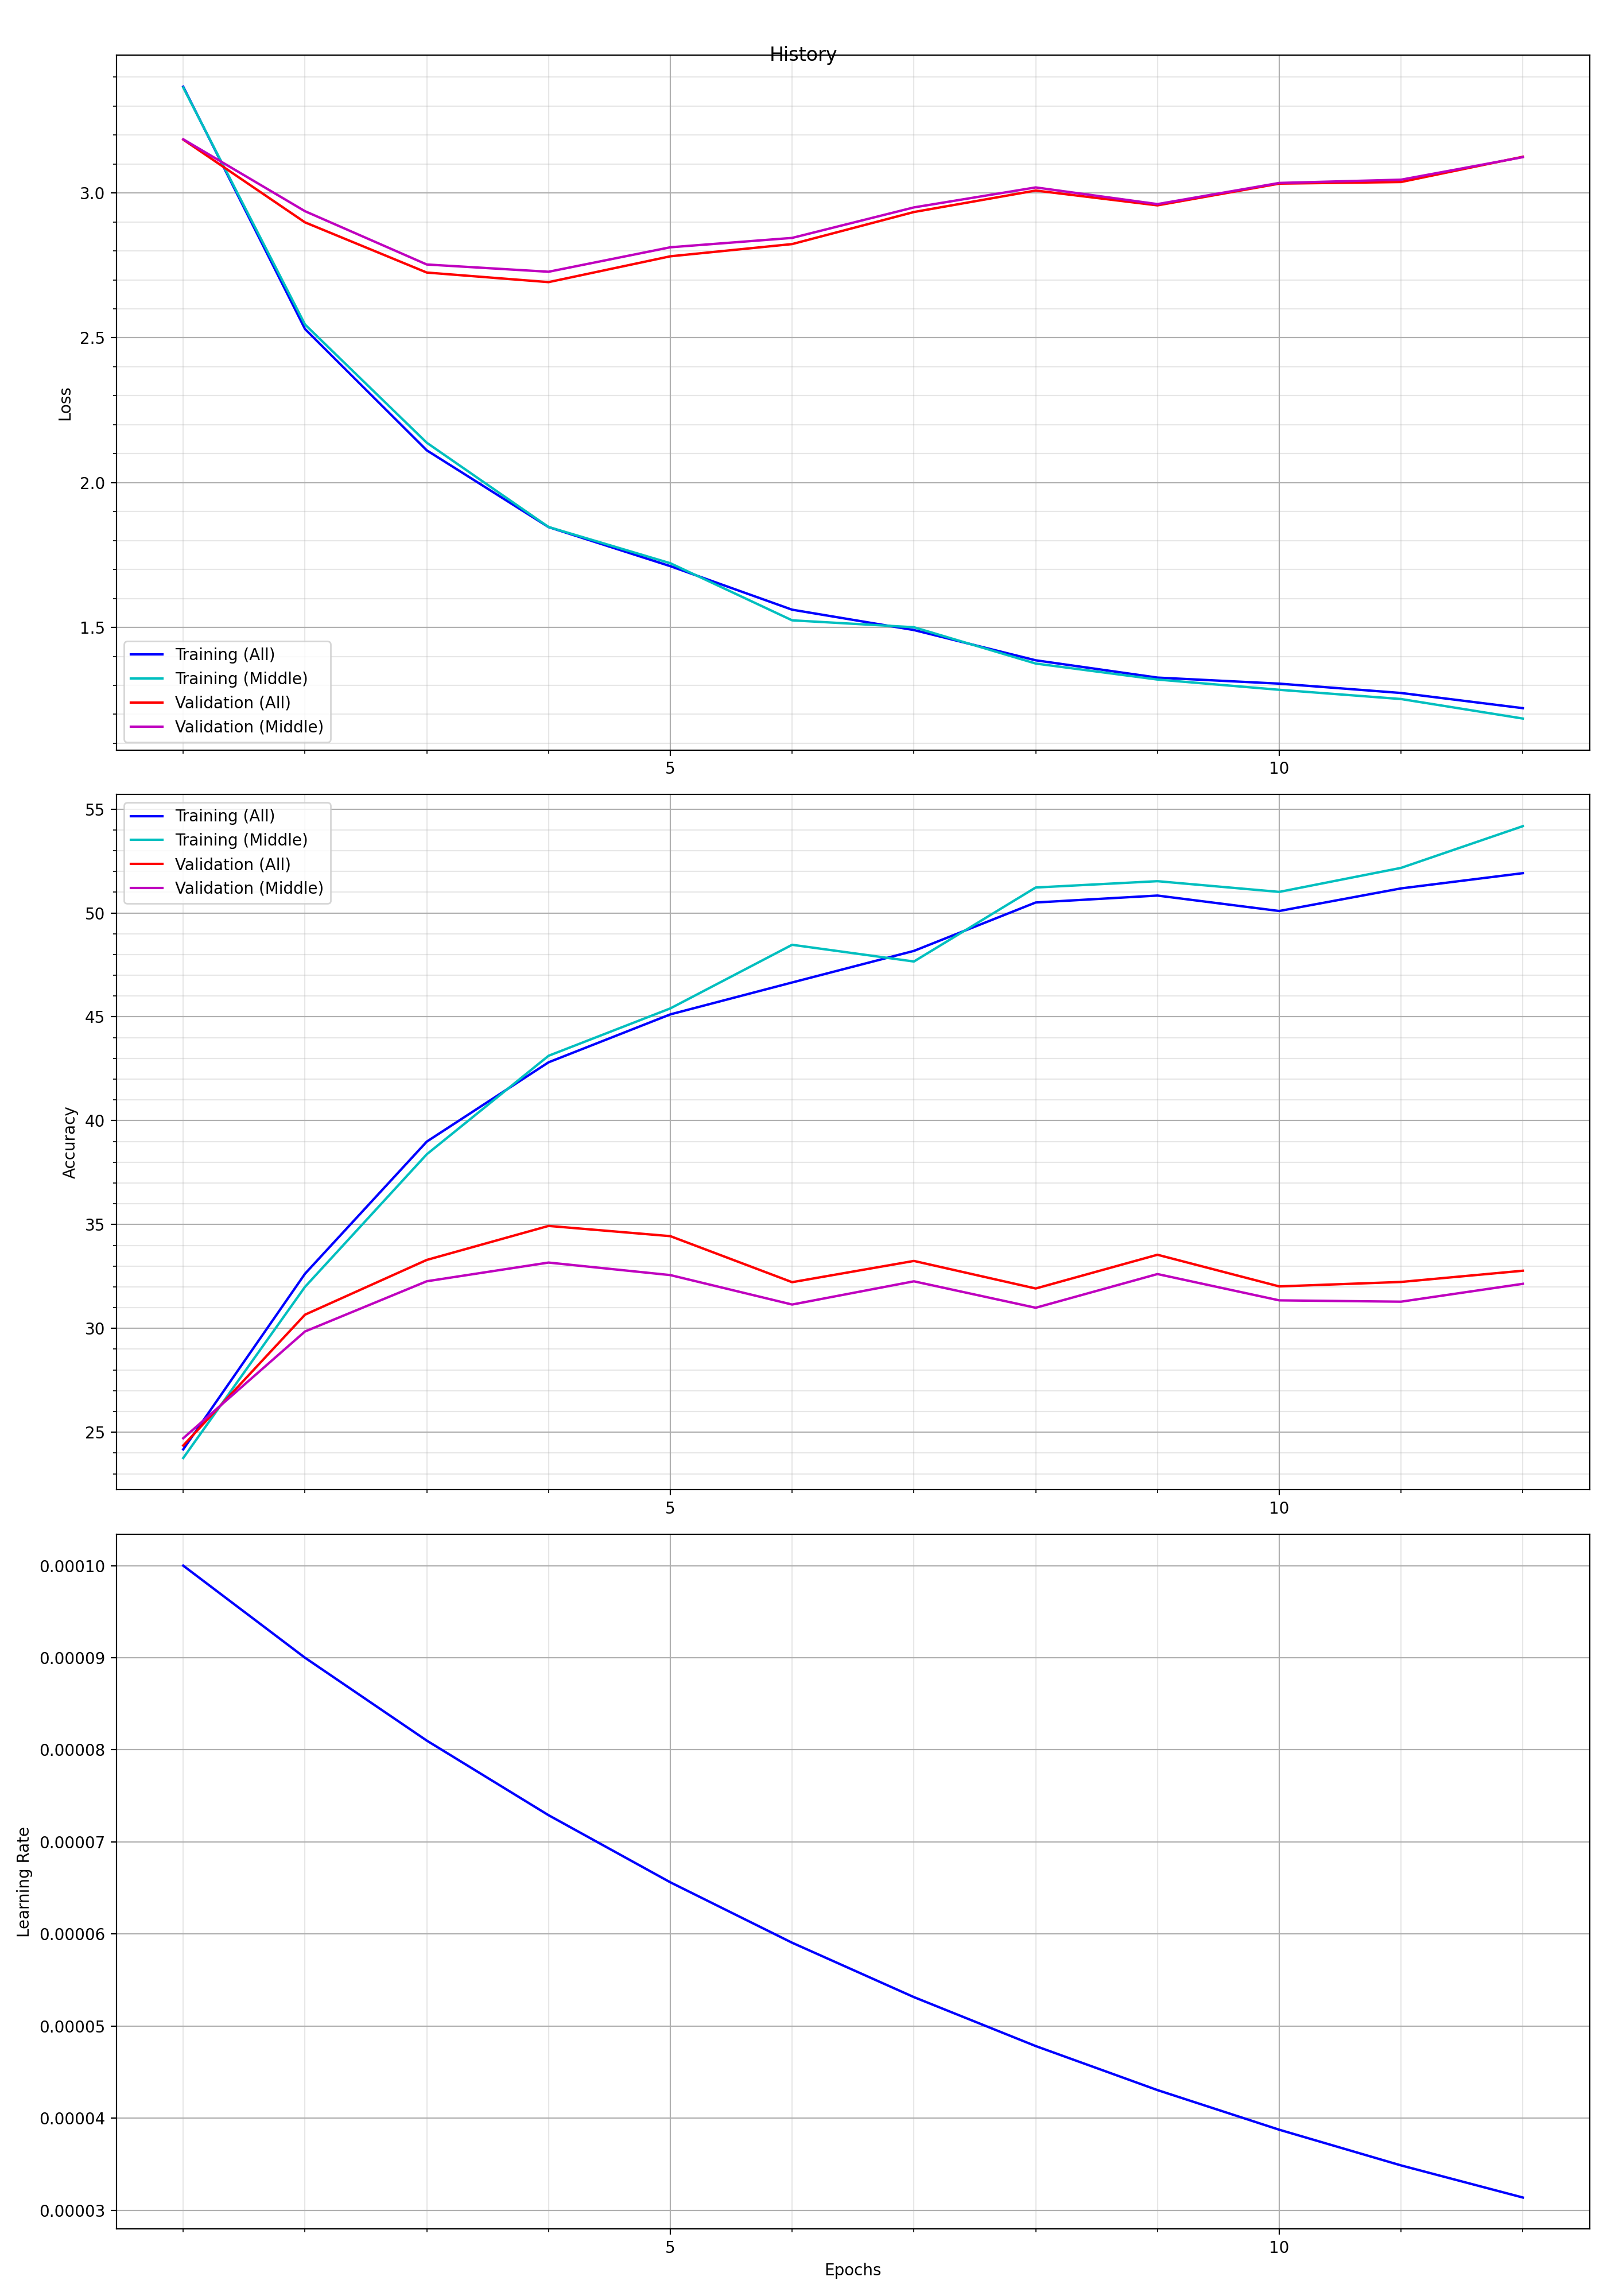 History
3.0
2.5
2.0
1.5
Loss
Training (All)
Training (Middle)
Validation (All)
Validation (Middle)
5 10
55
50
45
40
35
30
25
Accuracy
Training (All)
Training (Middle)
Validation (All)
Validation (Middle)
5 10
0.00010
0.00009
0.00008
0.00007
0.00006
0.00005
0.00004
0.00003
Learning Rate
5 10
Epochs